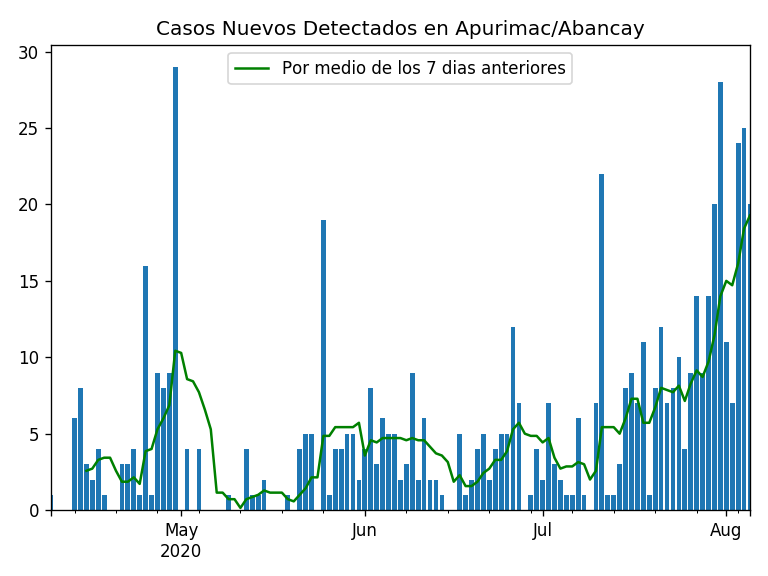 Casos Nuevos Detectados en Apurimac/Abancay
Por medio de los 7 dias anteriores
30
25
20
15
10
5
0
May
2020
Jun
Jul
Aug